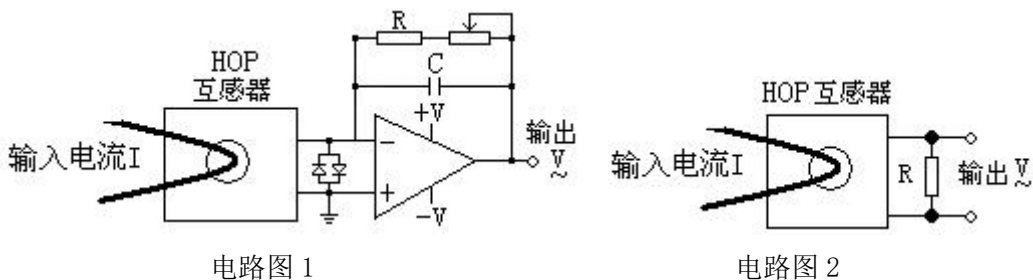 R
HOP
互感器
C
+V
输入电流I
−
+
输出
V
~
−V
电路图 1
HOP 互感器
输入电流I
R
输出 V
~
电路图 2